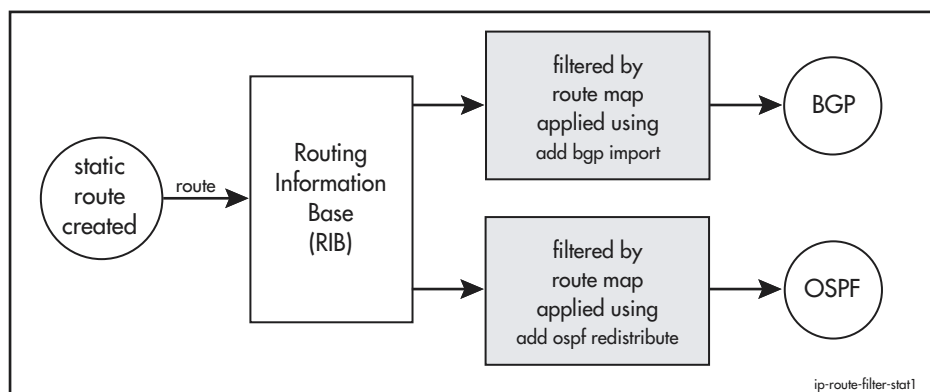 static
route
created
route
Routing
Information
Base
(RIB)
filtered by
route map
applied using
add bgp import
BGP
filtered by
route map
applied using
add ospf redistribute
OSPF
ip-route-filter-stat1